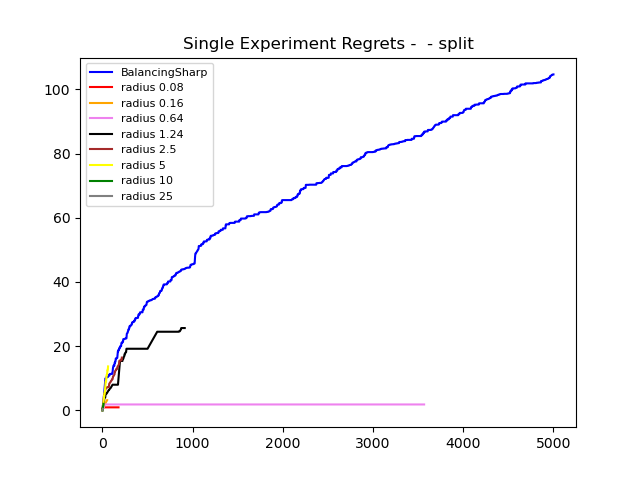 Single Experiment Regrets -  - split
BalancingSharp
radius 0.08
radius 0.16
radius 0.64
radius 1.24
radius 2.5
radius 5
radius 10
radius 25
100
80
60
40
20
0
0 1000 2000 3000 4000 5000